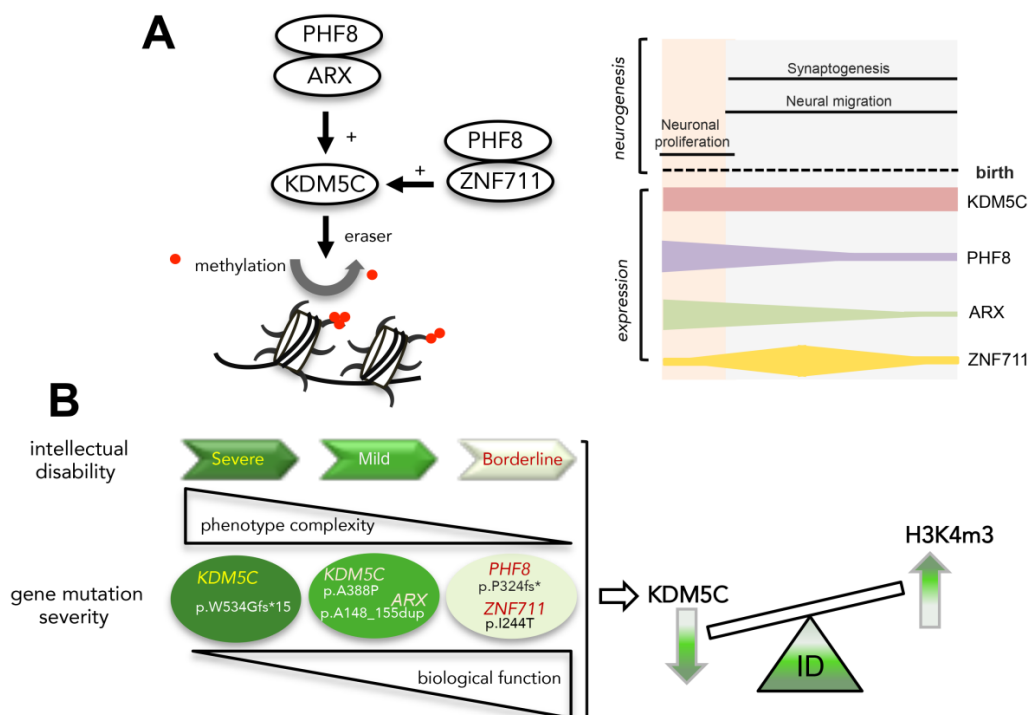 A
PHF8
ARX
+
PHF8
ZNF711
+
KDM5C
eraser
methylation
neurogenesis
Synaptogenesis
Neural migration
Neuronal
proliferation
birth
expression
KDM5C
PHF8
ARX
ZNF711
B
intellectual
disability
Severe
Mild
Borderline
phenotype complexity
gene mutation
severity
KDM5C
p.W534Gfs*15
KDM5C
p.A388P
ARX
p.A148_155dup
PHF8
p.P324fs*
ZNF711
p.I244T
biological function
KDM5C
H3K4m3
ID